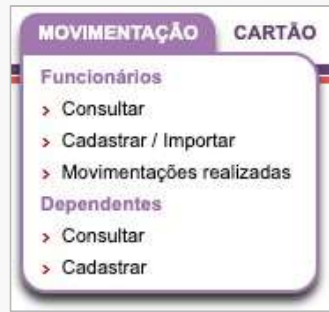 MOVIMENTAÇÃO CARTÃO
Funcionários
Consultar
Cadastrar / Importar
Movimentações realizadas
Dependentes
Consultar
Cadastrar